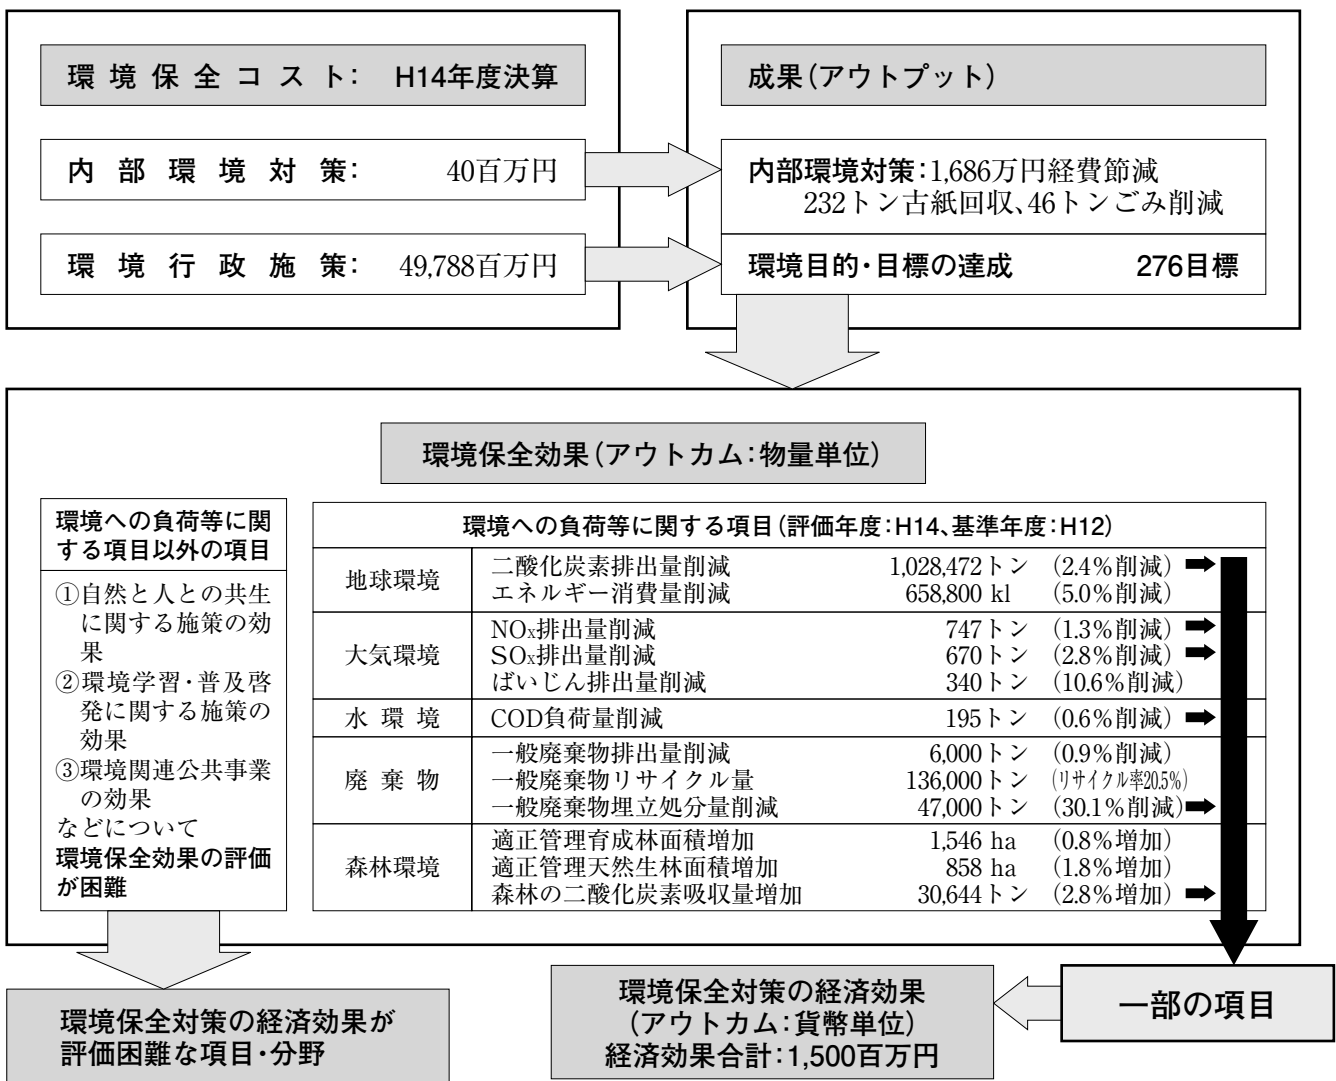 環境保全コスト： H14年度決算
内部環境対策： 40百万円
環境行政施策： 49,788百万円
成果（アウトプット）
内部環境対策：1,686万円経費節減
232トン古紙回収、46トンごみ削減
環境目的・目標の達成 276目標
環境保全効果（アウトカム：物量単位）
環境への負荷等に関
する項目以外の項目
①自然と人との共生
に関する施策の効
果
②環境学習・普及啓
発に関する施策の
効果
③環境関連公共事業
の効果
などについて
環境保全効果の評価
が困難
環境への負荷等に関する項目（評価年度：H14、基準年度：H12）
地球環境
二酸化炭素排出量削減 1,028,472トン （2.4％削減）
エネルギー消費量削減 658,800 kl （5.0％削減）
大気環境
NOx排出量削減 747トン （1.3％削減）
SOx排出量削減 670トン （2.8％削減）
ばいじん排出量削減 340トン （10.6％削減）
水環境
COD負荷量削減 195トン （0.6％削減）
廃棄物
一般廃棄物排出量削減 6,000トン （0.9％削減）
一般廃棄物リサイクル量 136,000トン （リサイクル率20.5％）
一般廃棄物埋立処分量削減 47,000トン （30.1％削減）
森林環境
適正管理育成林面積増加 1,546 ha （0.8％増加）
適正管理天然生林面積増加 858 ha （1.8％増加）
森林の二酸化炭素吸収量増加 30,644トン （2.8％増加）
環境保全対策の経済効果が
評価困難な項目・分野
環境保全対策の経済効果
（アウトカム：貨幣単位）
経済効果合計：1,500百万円
一部の項目